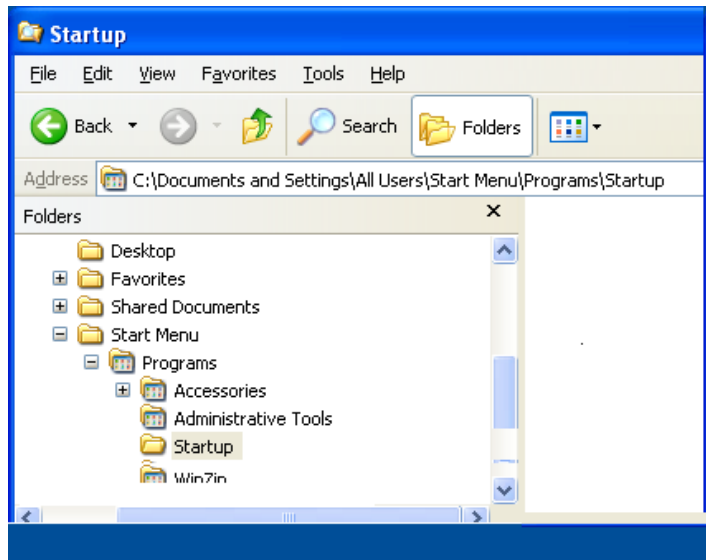 Startup
File Edit View Favorites Tools Help
Back Search Folders
Address C:\Documents and Settings\All Users\Start Menu\Programs\Startup
Folders
Desktop
Favorites
Shared Documents
Start Menu
Programs
Accessories
Administrative Tools
Startup
WinZip